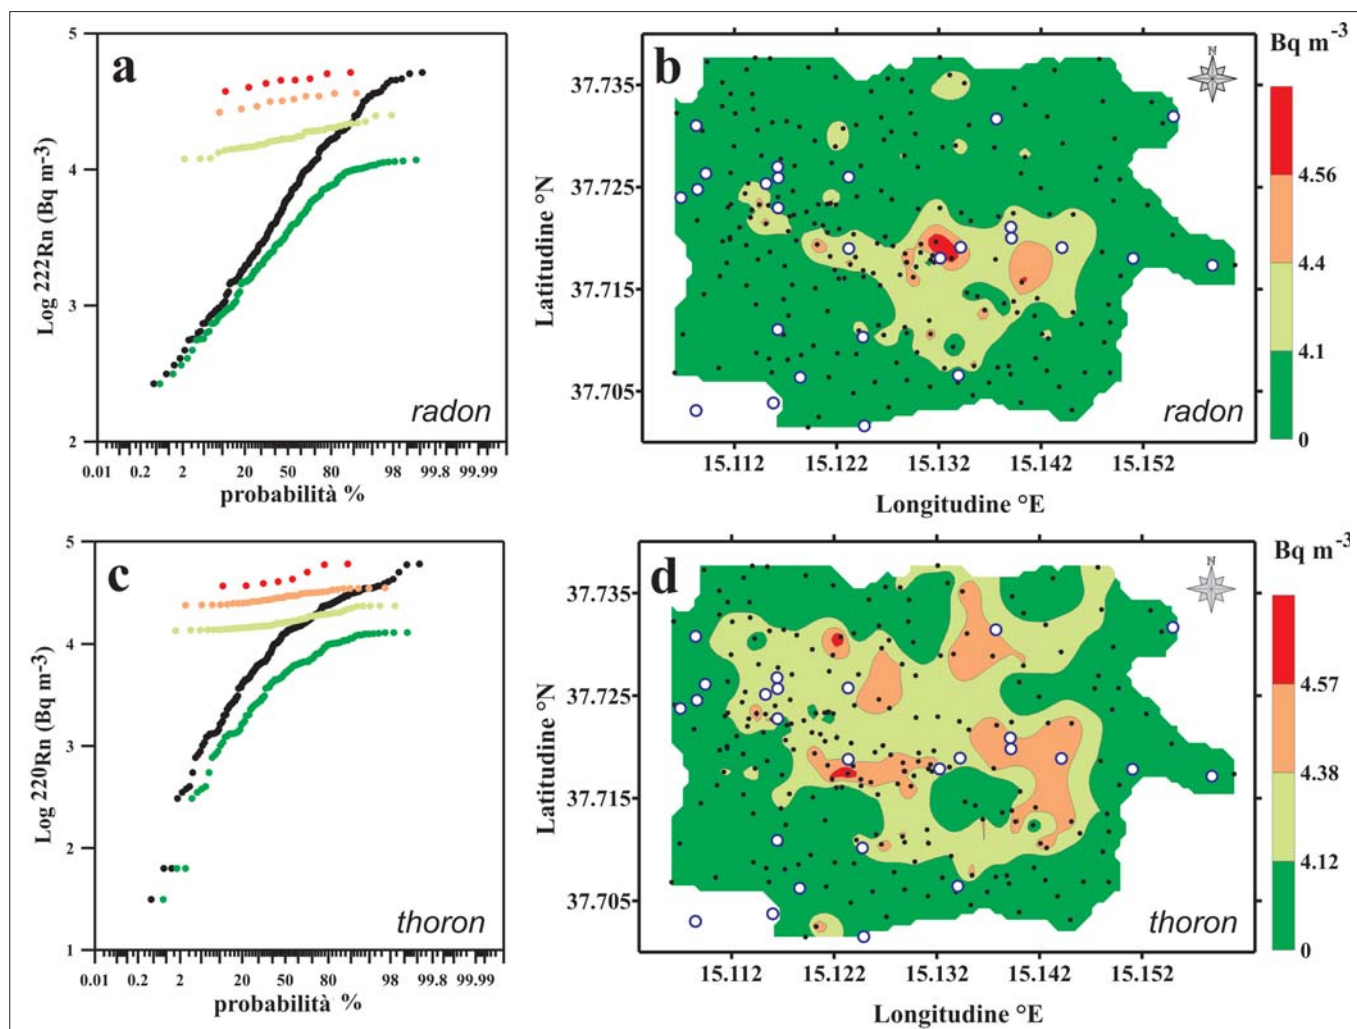 a
5
4
3
2
Log 222Rn (Bq m-3)
0.01 0.2 2 20 50 80 98 99.8 99.99
probabilità %
radon
b
N
37.735
37.725
37.715
37.705
Latitudine °N
15.112 15.122 15.132 15.142 15.152
Longitudine °E
radon
Bq m-3
4.56
4.4
4.1
0
c
5
4
3
2
1
Log 220Rn (Bq m-3)
0.01 0.2 2 20 50 80 98 99.8 99.99
probabilità %
thoron
d
N
37.735
37.725
37.715
37.705
Latitudine °N
15.112 15.122 15.132 15.142 15.152
Longitudine °E
thoron
Bq m-3
4.57
4.38
4.12
0